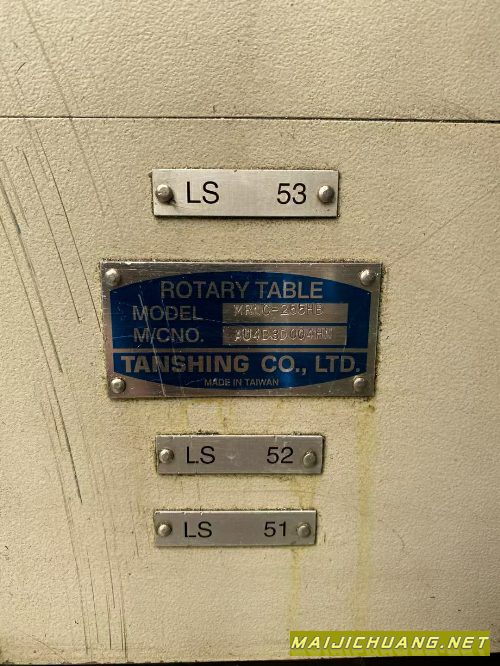 LS 53
ROTARY TABLE
MODEL
M/CNO.
TANSHING CO., LTD.
MADE IN TAIWAN
LS 52
LS 51
MAIJICHUANG.NET